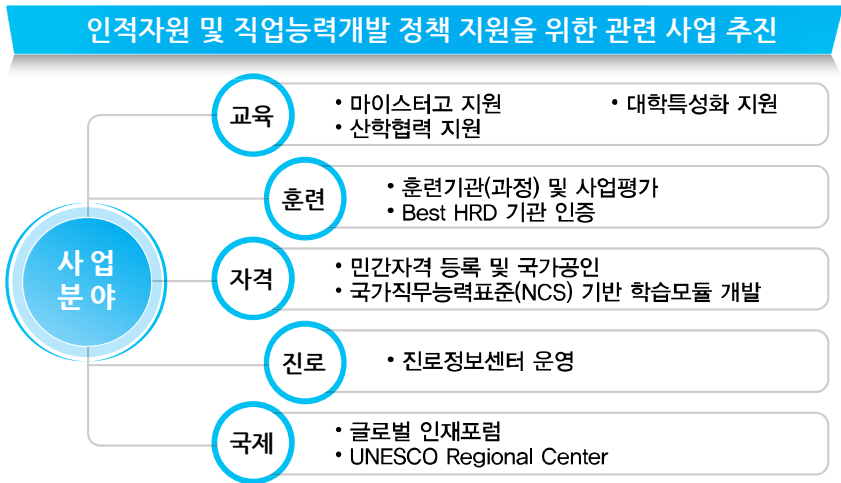 인적자원 및 직업능력개발 정책 지원을 위한 관련 사업 추진
사업
분야
교육
• 마이스터고 지원 • 대학특성화 지원
• 산학협력 지원
훈련
• 훈련기관(과정) 및 사업평가
• Best HRD 기관 인증
자격
• 민간자격 등록 및 국가공인
• 국가직무능력표준(NCS) 기반 학습모듈 개발
진로
• 진로정보센터 운영
국제
• 글로벌 인재포럼
• UNESCO Regional Center